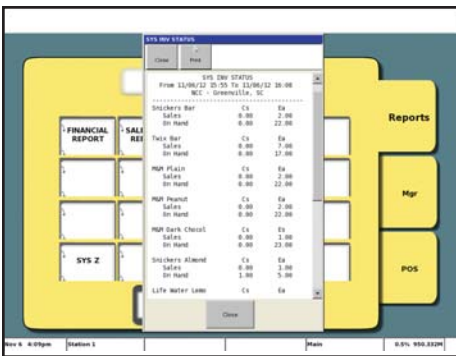 SYS INV STATUS
Close Print
SYS INV STATUS
From 11/06/12 15:55 To 11/06/12 16:08
NCC - Greenville, SC
Snickers Bar Cs Ea
Sales 0.00 2.00
On Hand 0.00 22.00
Twix Bar Cs Ea
Sales 0.00 7.00
On Hand 0.00 17.00
M&M Plain Cs Ea
Sales 0.00 2.00
On Hand 0.00 22.00
M&M Peanut Cs Ea
Sales 0.00 2.00
On Hand 0.00 22.00
M&M Dark Chocol Cs Ea
Sales 0.00 1.00
On Hand 0.00 23.00
Snickers Almond Cs Ea
Sales 0.00 1.00
On Hand 1.00 5.00
Life Water Lemo Cs Ea
Close
FINANCIAL
REPORT
SYS Z
Reports
Mgr
POS
Nov 6 4:09pm Station 1 Main 0.5% 950.332M